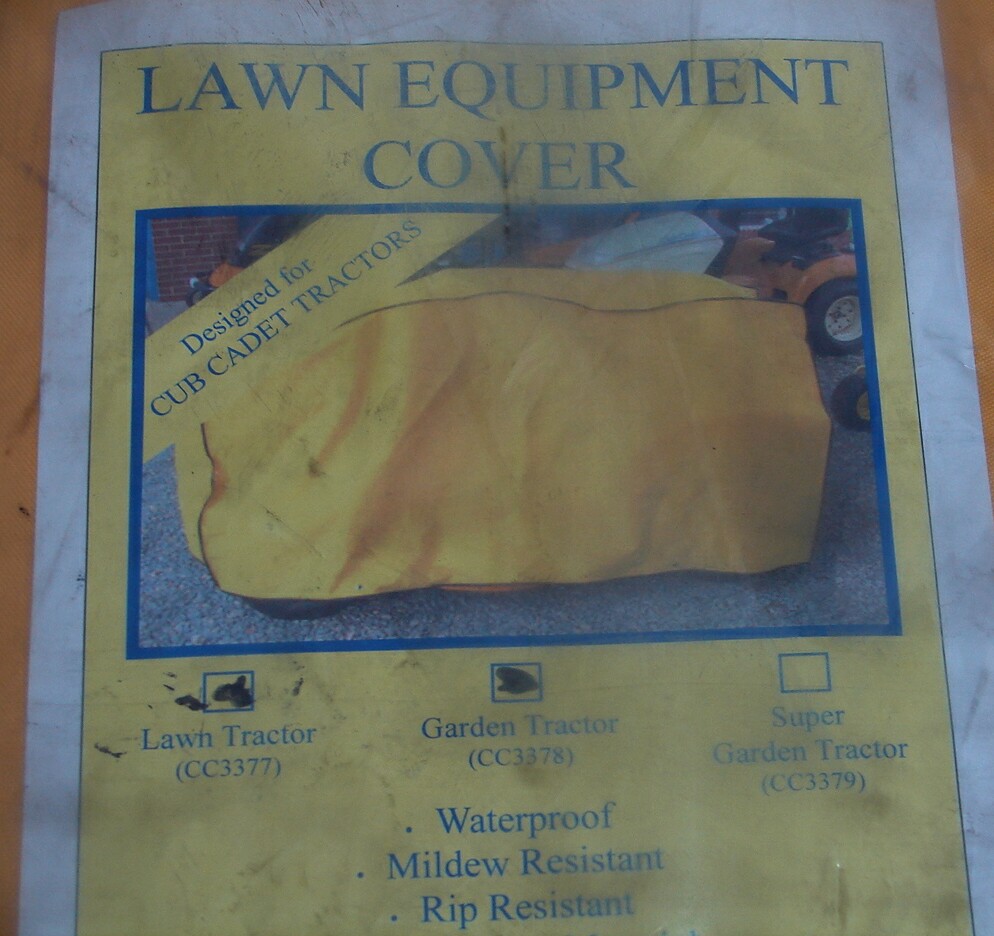 LAWN EQUIPMENT
COVER
Designed for
CUB CADET TRACTORS
Lawn Tractor
(CC3377)
Garden Tractor
(CC3378)
Super
Garden Tractor
(CC3379)
. Waterproof
. Mildew Resistant
. Rip Resistant